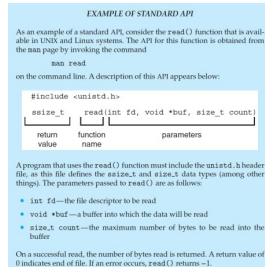 EXAMPLE OF STANDARD API
As an example of a standard API, consider the read() function that is avail-
able in UNIX and Linux systems. The API for this function is obtained from
the man page by invoking the command
man read
on the command line. A description of this API appears below:
#include <unistd.h>
ssize_t read(int fd, void *buf, size_t count)
return function parameters
value name
A program that uses the read() function must include the unistd.h header
file, as this file defines the ssize_t and size_t data types (among other
things). The parameters passed to read() are as follows:
• int fd—the file descriptor to be read
• void *buf—a buffer into which the data will be read
• size_t count—the maximum number of bytes to be read into the
buffer
On a successful read, the number of bytes read is returned. A return value of
0 indicates end of file. If an error occurs, read() returns −1.